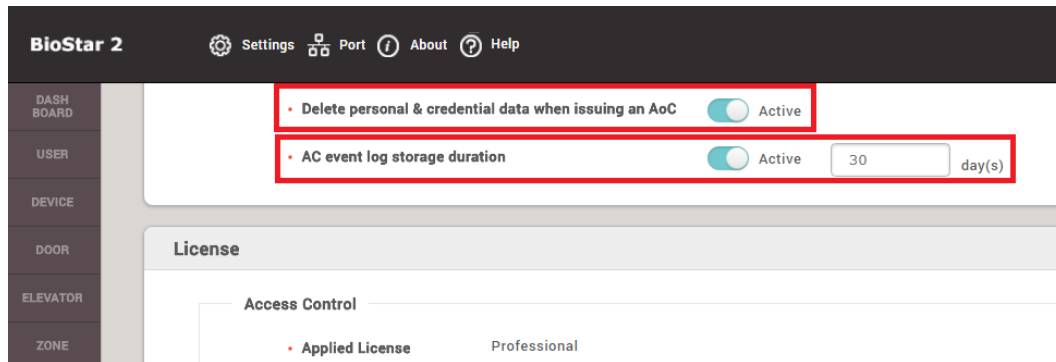 BioStar 2 Settings Port About Help
DASH
BOARD
• Delete personal & credential data when issuing an AoC Active
USER
• AC event log storage duration Active 30 day(s)
DEVICE
DOOR
License
ELEVATOR
Access Control
ZONE
• Applied License Professional